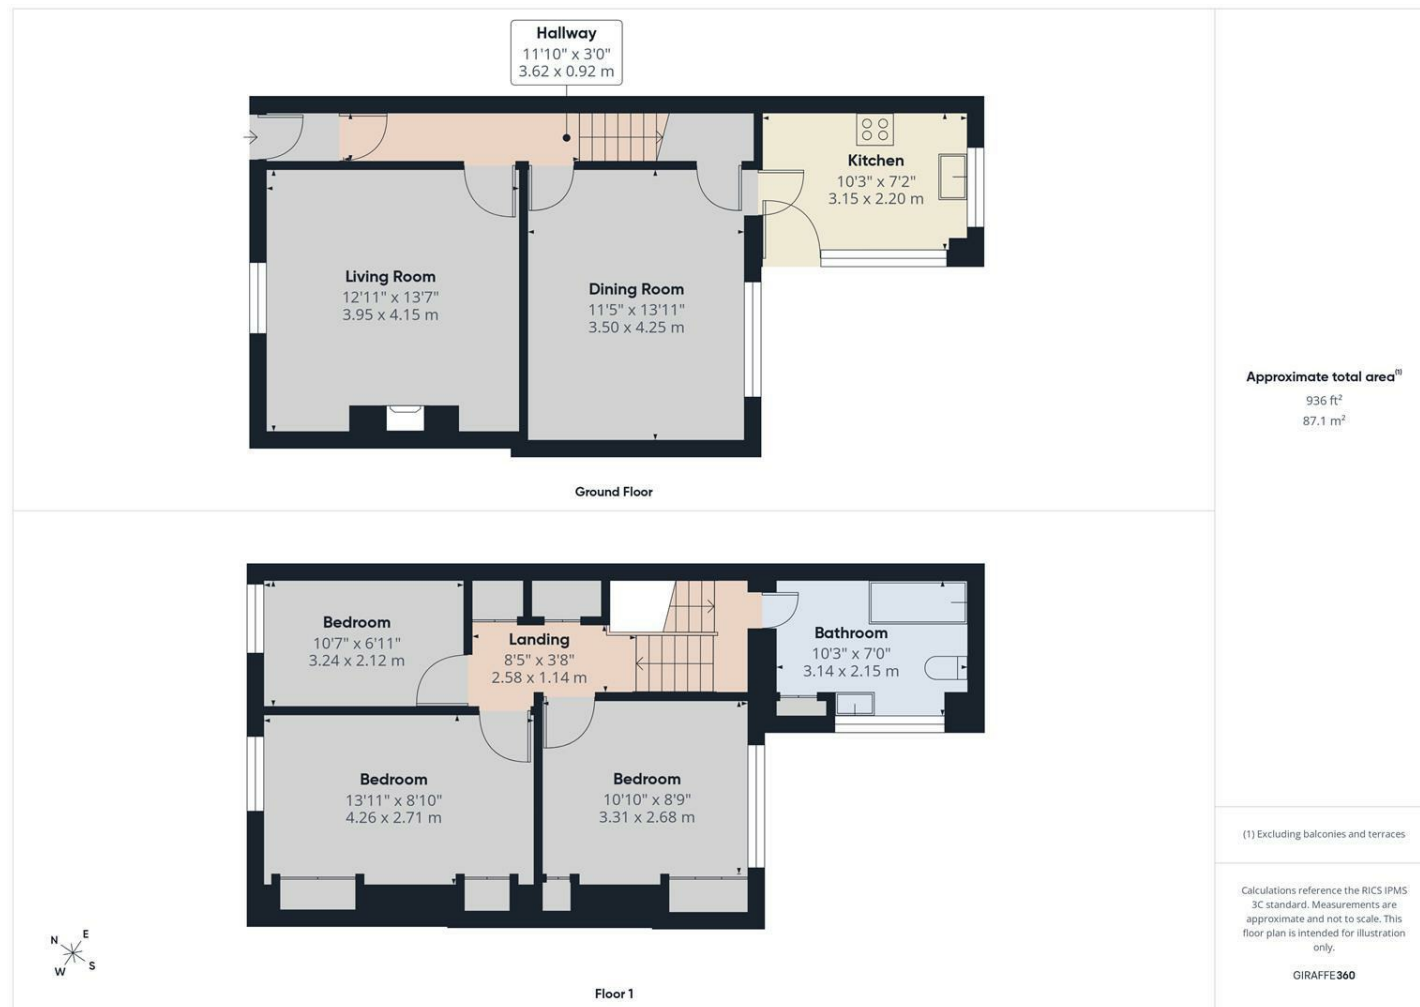 Hallway
11'10" x 3'0"
3.62 x 0.92 m
Kitchen
10'3" x 7'2"
3.15 x 2.20 m
Living Room
12'11" x 13'7"
3.95 x 4.15 m
Dining Room
11'5" x 13'11"
3.50 x 4.25 m
Ground Floor
Bedroom
10'7" x 6'11"
3.24 x 2.12 m
Landing
8'5" x 3'8"
2.58 x 1.14 m
Bathroom
10'3" x 7'0"
3.14 x 2.15 m
Bedroom
13'11" x 8'10"
4.26 x 2.71 m
Bedroom
10'10" x 8'9"
3.31 x 2.68 m
N E
W S
Floor 1
Approximate total area(1)
936 ft²
87.1 m²
(1) Excluding balconies and terraces
Calculations reference the RICS IPMS
3C standard. Measurements are
approximate and not to scale. This
floor plan is intended for illustration
only.
GIRAFFE360